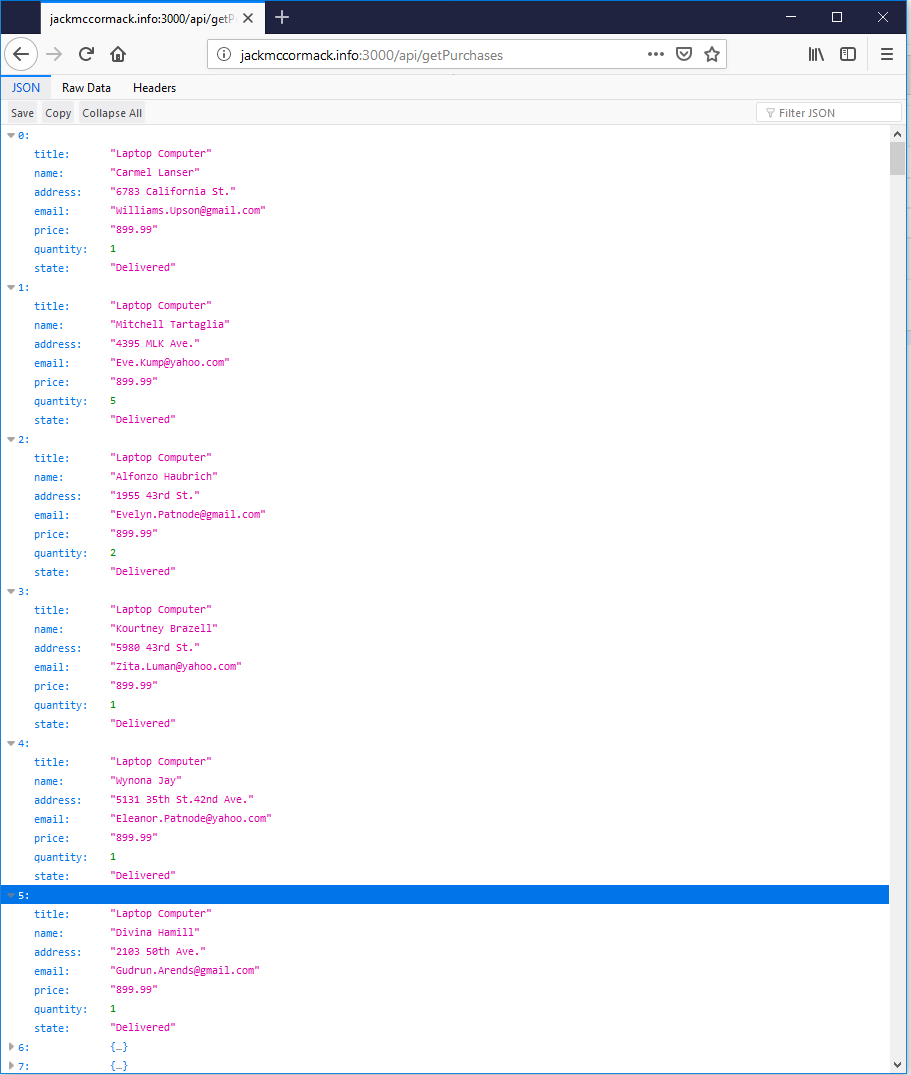 jackmccormack.info:3000/api/getP
jackmccormack.info:3000/api/getPurchases
JSON Raw Data Headers
Save Copy Collapse All Filter JSON
0:
title: "Laptop Computer"
name: "Carmel Lanser"
address: "6783 California St."
email: "Williams.Upson@gmail.com"
price: "899.99"
quantity: 1
state: "Delivered"
1:
title: "Laptop Computer"
name: "Mitchell Tartaglia"
address: "4395 MLK Ave."
email: "Eve.Kump@yahoo.com"
price: "899.99"
quantity: 5
state: "Delivered"
2:
title: "Laptop Computer"
name: "Alfonzo Haubrich"
address: "1955 43rd St."
email: "Evelyn.Patnode@gmail.com"
price: "899.99"
quantity: 2
state: "Delivered"
3:
title: "Laptop Computer"
name: "Kourtney Brazell"
address: "5980 43rd St."
email: "Zita.Luman@yahoo.com"
price: "899.99"
quantity: 1
state: "Delivered"
4:
title: "Laptop Computer"
name: "Wynona Jay"
address: "5131 35th St.42nd Ave."
email: "Eleanor.Patnode@yahoo.com"
price: "899.99"
quantity: 1
state: "Delivered"
5:
title: "Laptop Computer"
name: "Divina Hamill"
address: "2103 50th Ave."
email: "Gudrun.Arends@gmail.com"
price: "899.99"
quantity: 1
state: "Delivered"
6: {…}
7: {…}